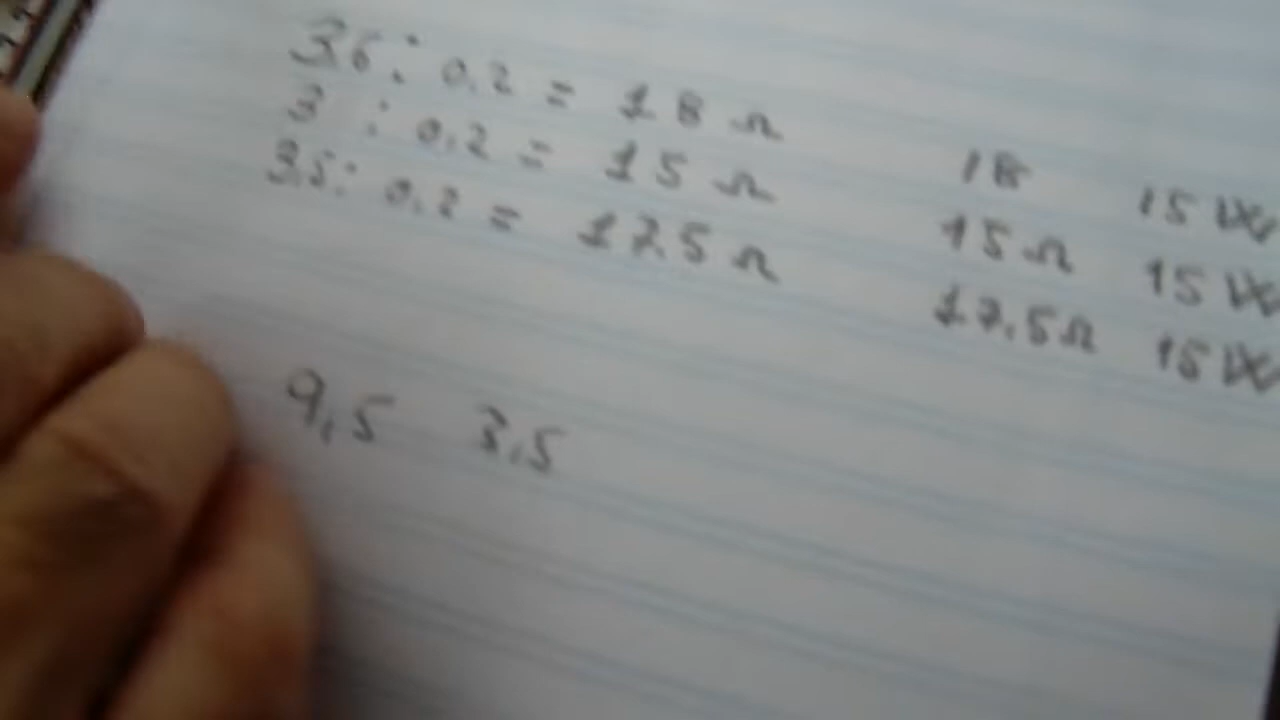 3.6 : 0.2 = 18 Ω
3 : 0.2 = 15 Ω
3.5 : 0.2 = 17.5 Ω
18 15 W
15 Ω 15 W
17.5 Ω 15 W
9.5 3.5